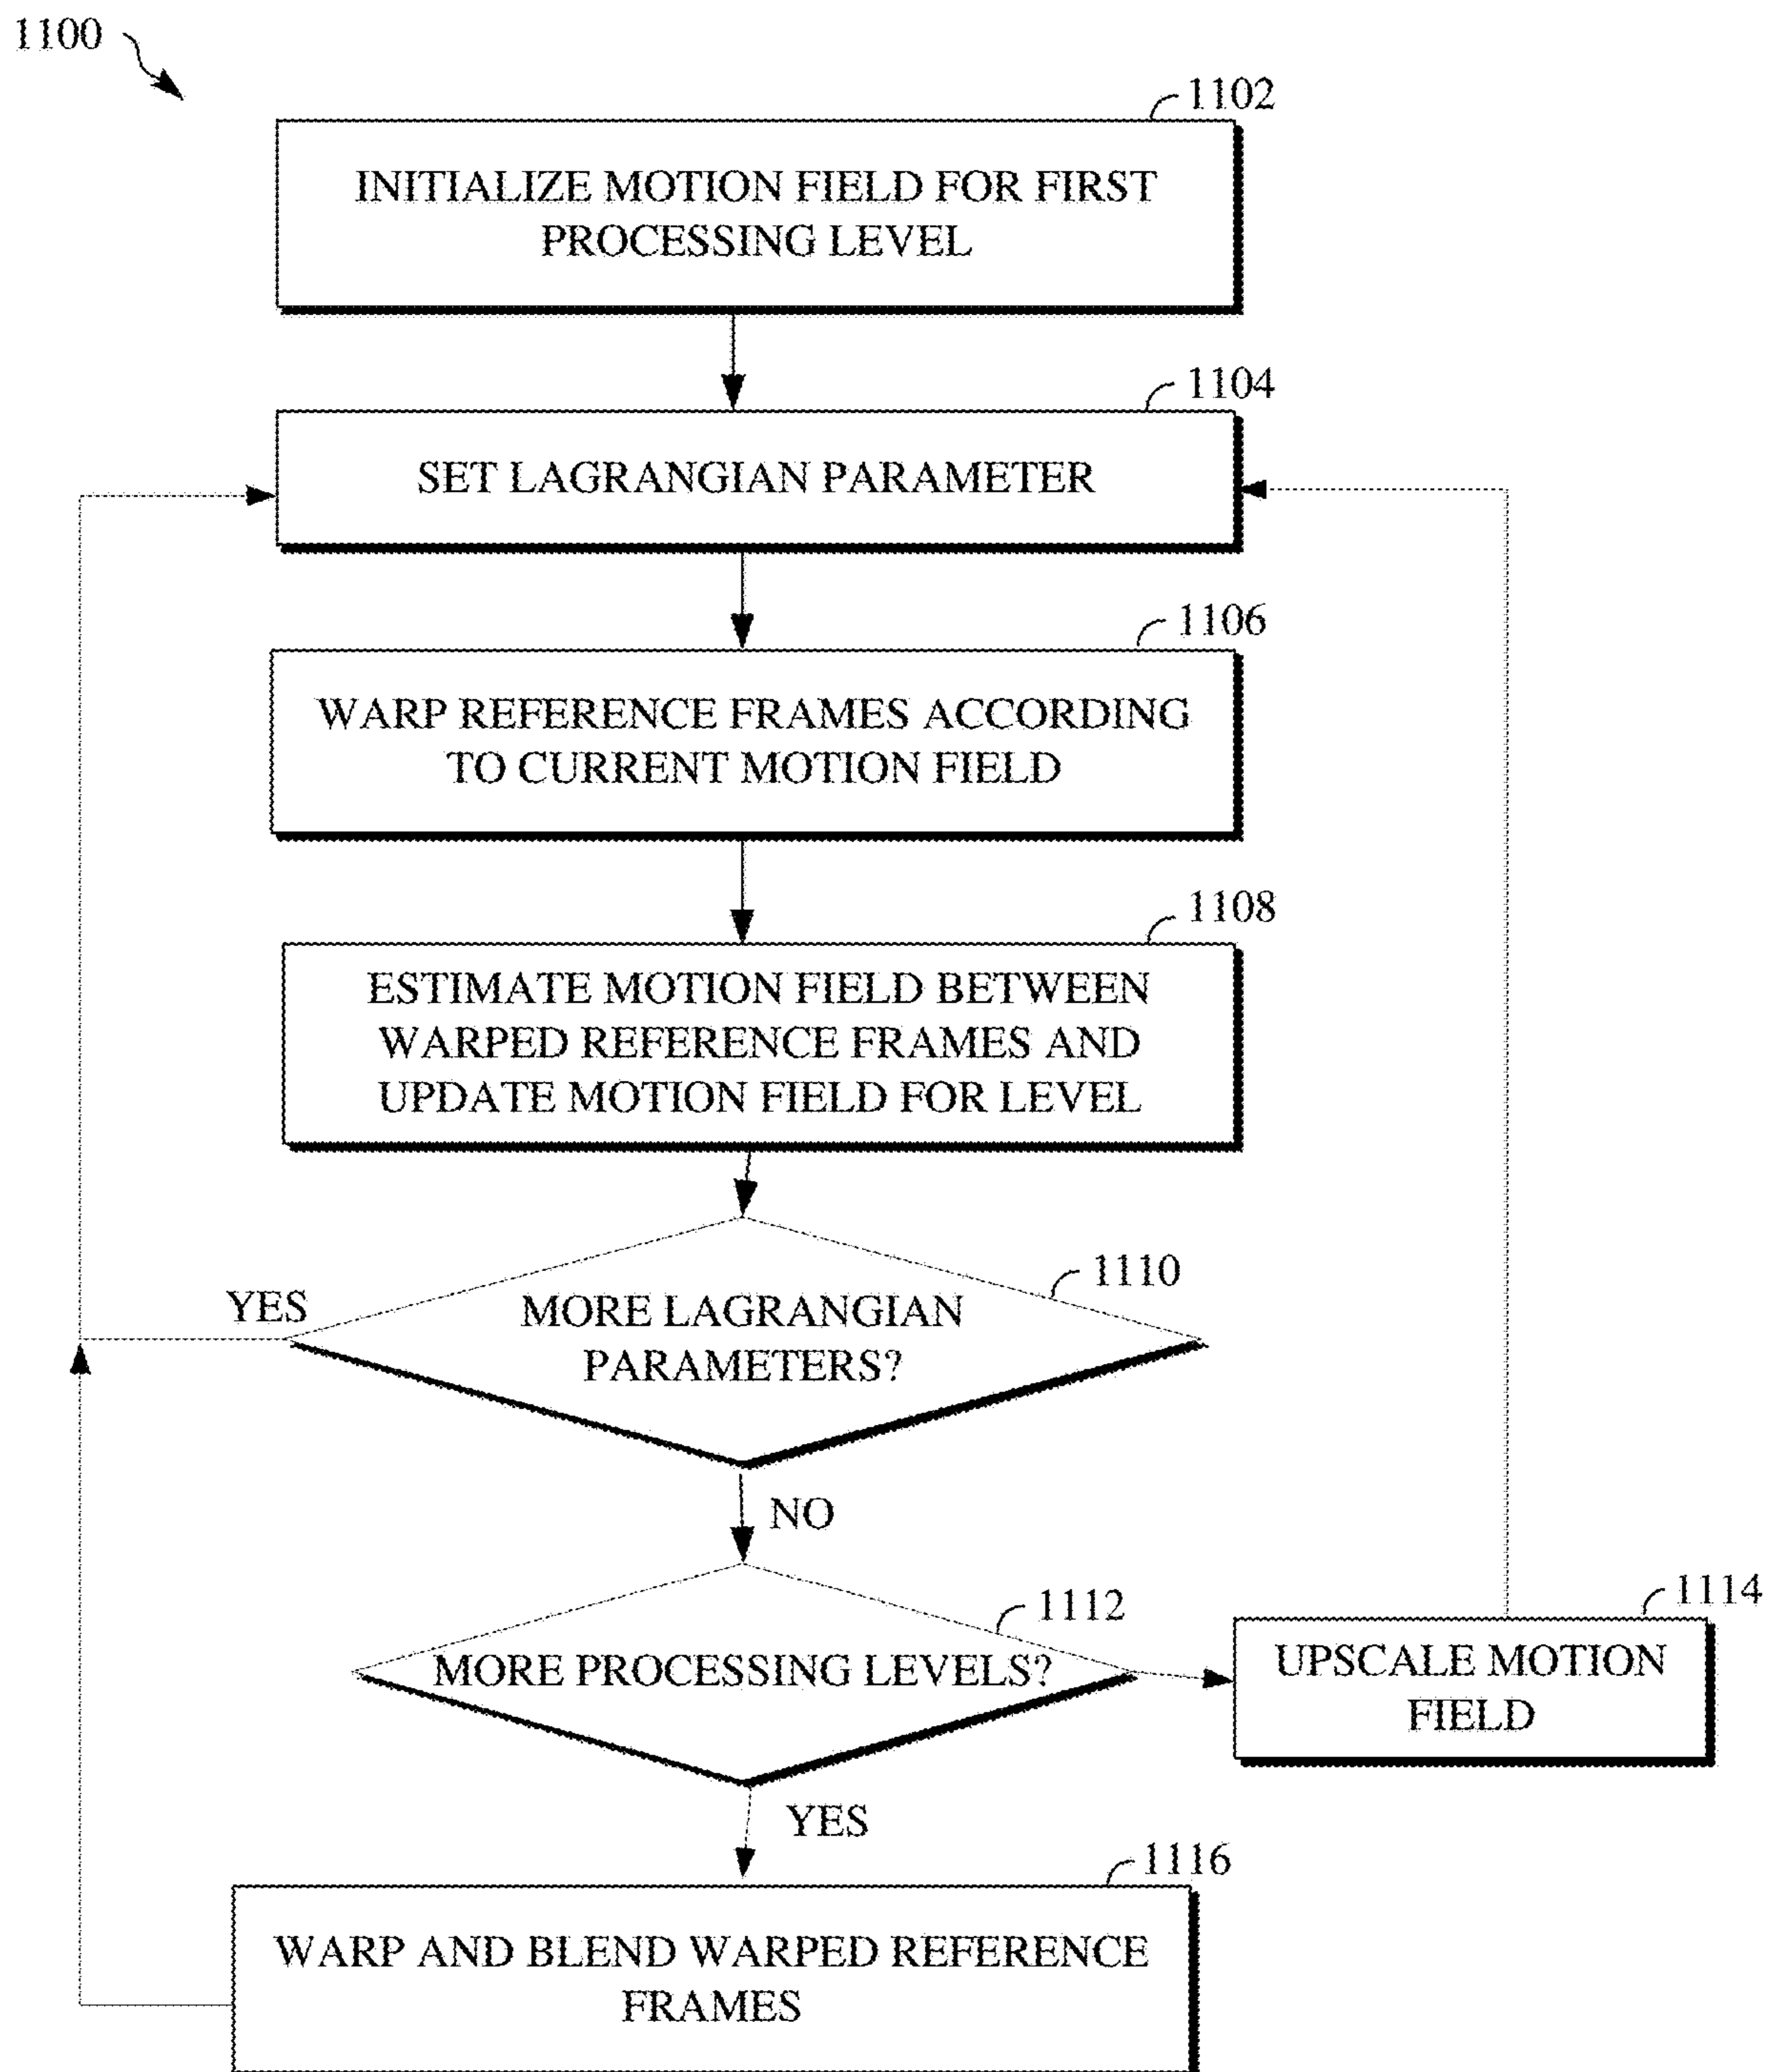 1100
1102
INITIALIZE MOTION FIELD FOR FIRST
PROCESSING LEVEL
1104
SET LAGRANGIAN PARAMETER
1106
WARP REFERENCE FRAMES ACCORDING
TO CURRENT MOTION FIELD
1108
ESTIMATE MOTION FIELD BETWEEN
WARPED REFERENCE FRAMES AND
UPDATE MOTION FIELD FOR LEVEL
1110
YES
MORE LAGRANGIAN
PARAMETERS?
NO
1112
MORE PROCESSING LEVELS?
1114
UPSCALE MOTION
FIELD
YES
1116
WARP AND BLEND WARPED REFERENCE
FRAMES